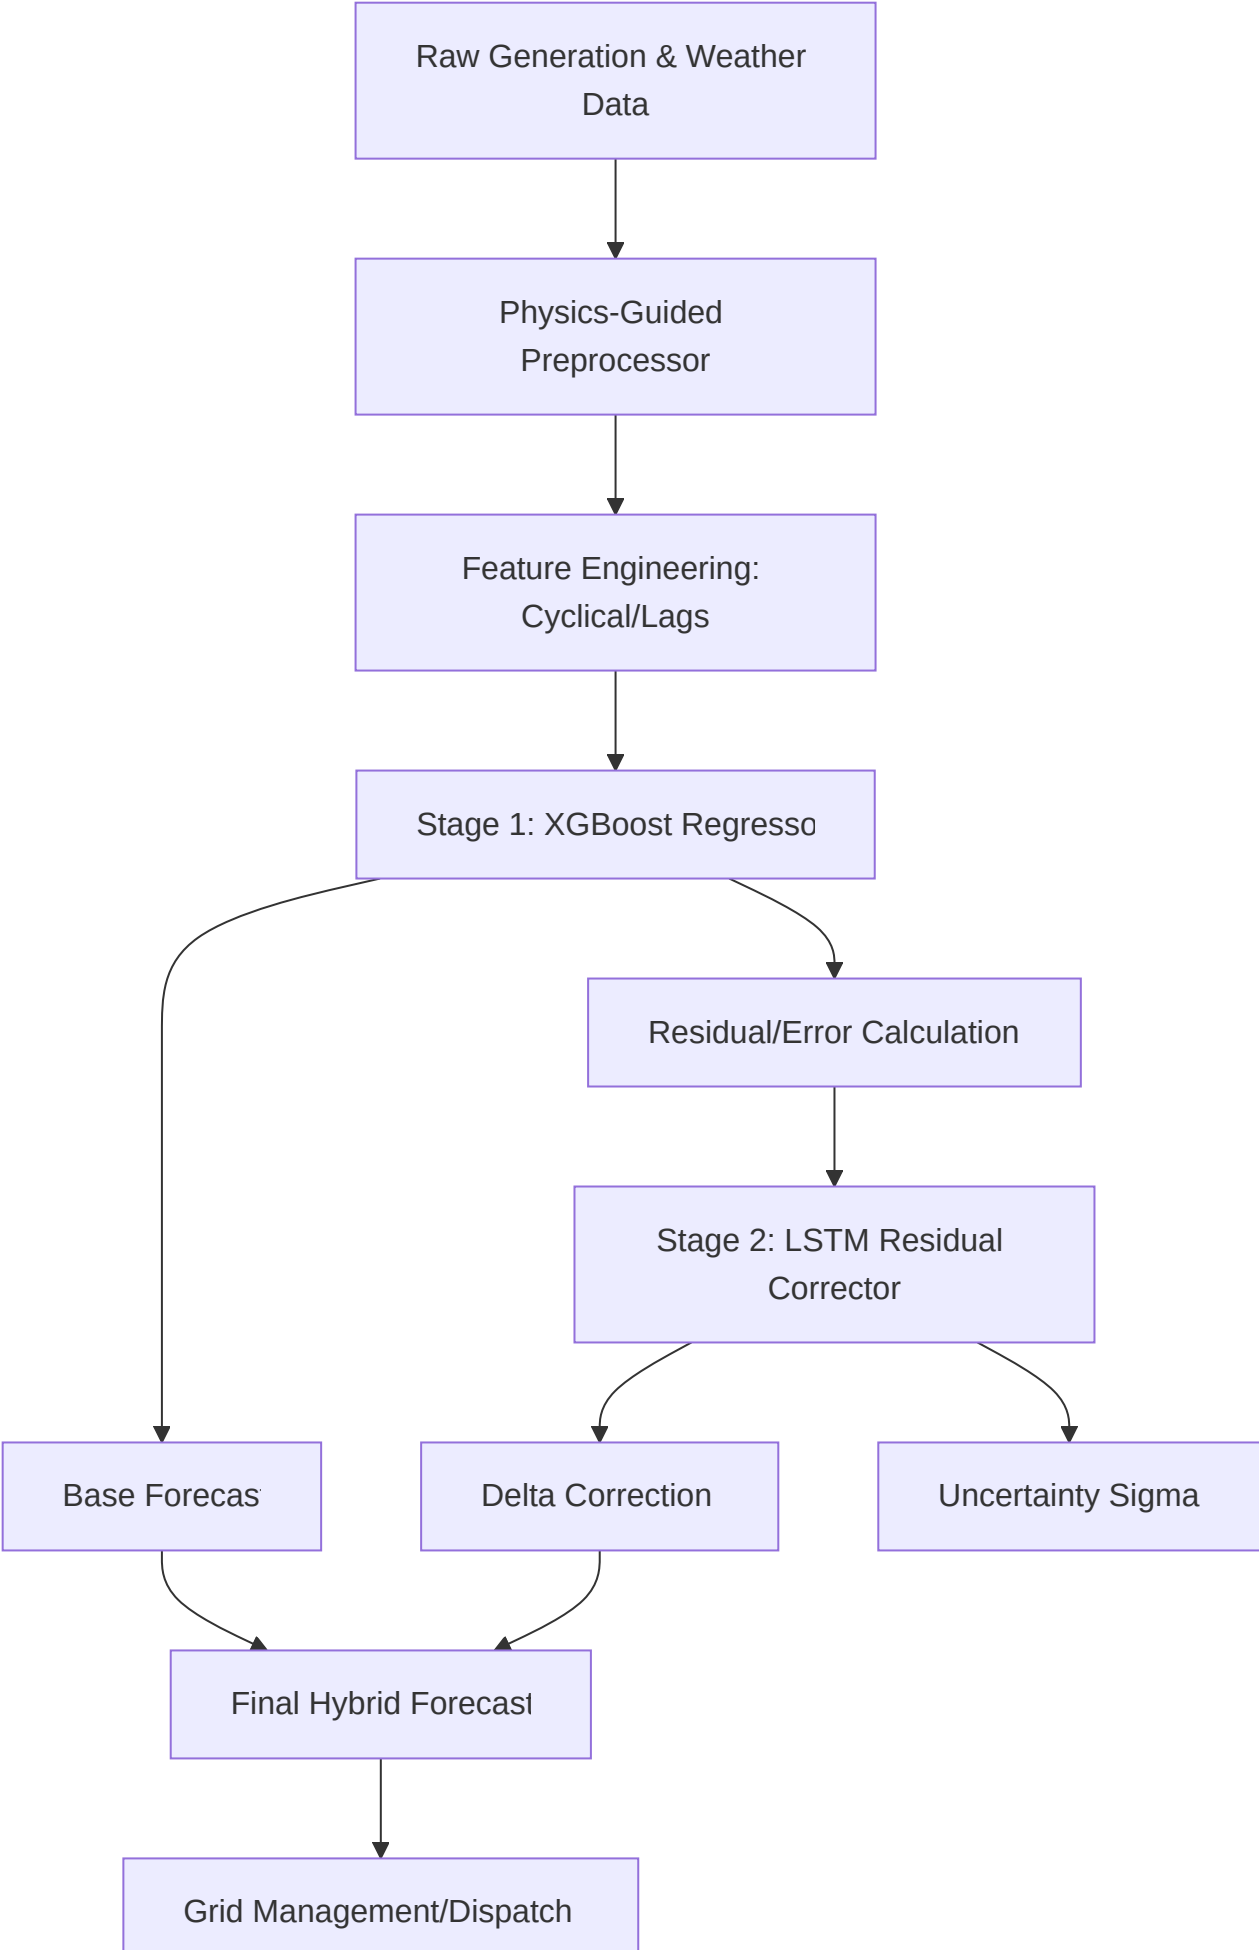 Raw Generation & Weather
Data
Physics-Guided
Preprocessor
Feature Engineering:
Cyclical/Lags
Stage 1: XGBoost Regresso
Residual/Error Calculation
Stage 2: LSTM Residual
Corrector
Base Forecast
Delta Correction
Uncertainty Sigma
Final Hybrid Forecast
Grid Management/Dispatch